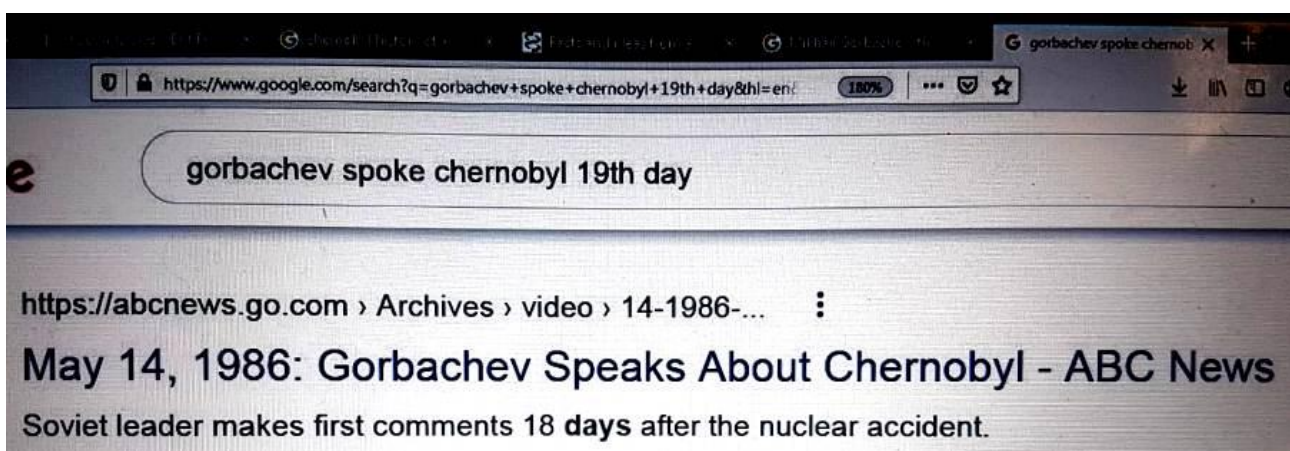 gorbachev spoke chernob
https://www.google.com/search?q=gorbachev+spoke+chernobyl+19th+day&hl=en
180%
e
gorbachev spoke chernobyl 19th day
https://abcnews.go.com › Archives › video › 14-1986-...
May 14, 1986: Gorbachev Speaks About Chernobyl - ABC News
Soviet leader makes first comments 18 days after the nuclear accident.